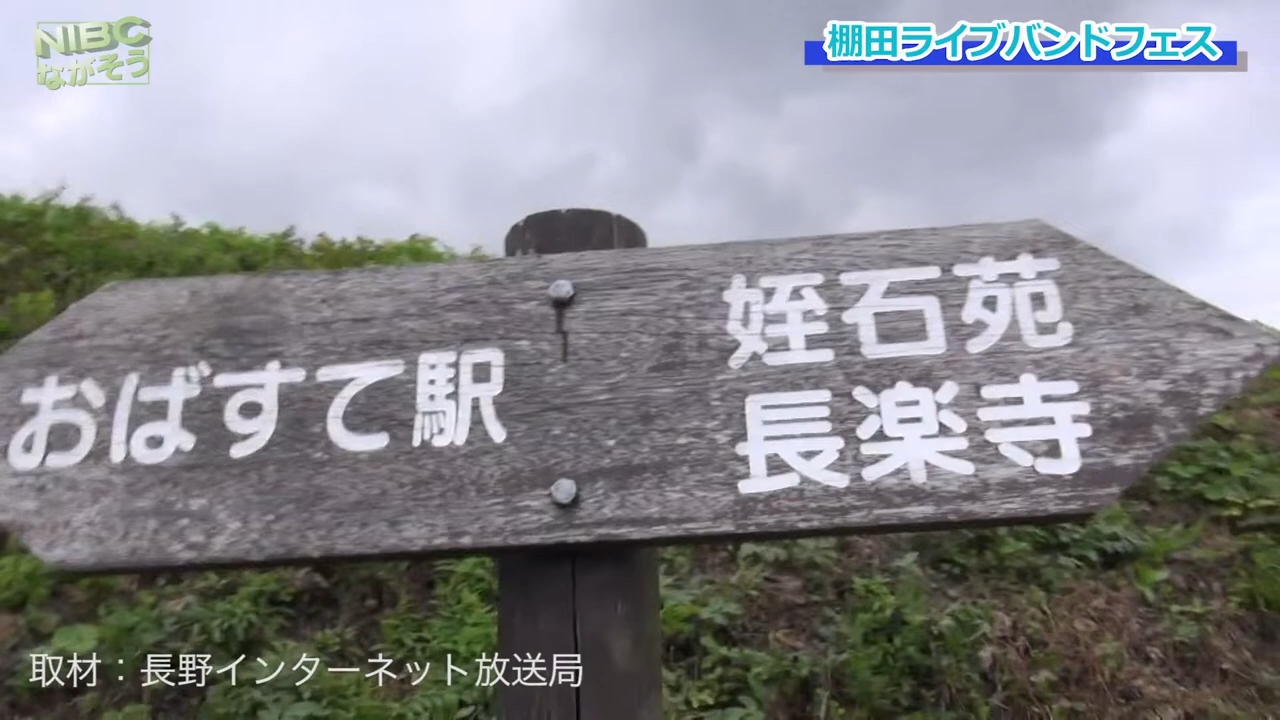 NIBC
ながそう
棚田ライブバンドフェス
おばすて駅
姪石苑
長楽寺
取材：長野インターネット放送局